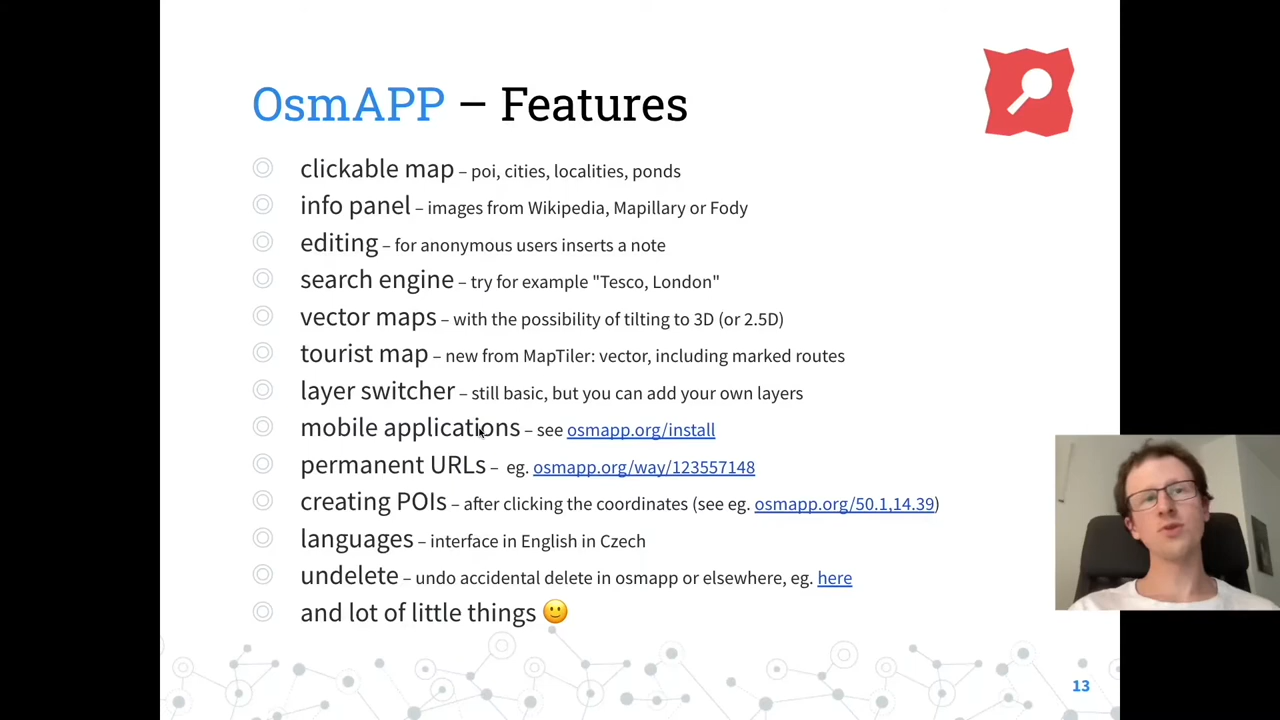 OsmAPP – Features
clickable map – poi, cities, localities, ponds
info panel – images from Wikipedia, Mapillary or Fody
editing – for anonymous users inserts a note
search engine – try for example "Tesco, London"
vector maps – with the possibility of tilting to 3D (or 2.5D)
tourist map – new from MapTiler: vector, including marked routes
layer switcher – still basic, but you can add your own layers
mobile applications – see osmapp.org/install
permanent URLs – eg. osmapp.org/way/123557148
creating POIs – after clicking the coordinates (see eg. osmapp.org/50.1,14.39)
languages – interface in English in Czech
undelete – undo accidental delete in osmapp or elsewhere, eg. here
and lot of little things 🙂
13